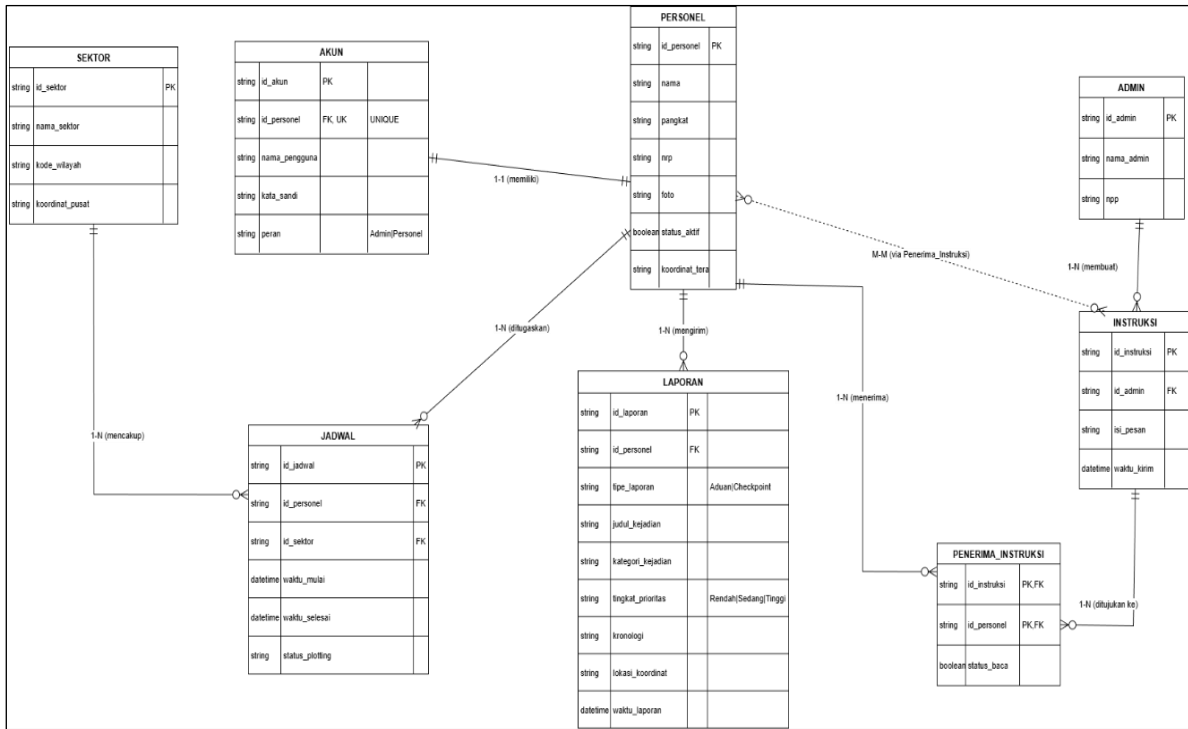 SEKTOR
string id_sektor PK
string nama_sektor
string kode_wilayah
string koordinat_pusat
AKUN
string id_akun PK
string id_personel FK, UK UNIQUE
string nama_pengguna
string kata_sandi
string peran Admin|Personel
PERSONEL
string id_personel PK
string nama
string pangkat
string nrp
string foto
boolean status_aktif
string koordinat_tera
ADMIN
string id_admin PK
string nama_admin
string npp
1-1 (memiliki)
M-M (via Penerima_Instruksi)
1-N (membuat)
1-N (ditugaskan)
1-N (mengirim)
INSTRUKSI
string id_instruksi PK
string id_admin FK
string isi_pesan
datetime waktu_kirim
1-N (mencakup)
1-N (menerima)
JADWAL
string id_jadwal PK
string id_personel FK
string id_sektor FK
datetime waktu_mulai
datetime waktu_selesai
string status_plotting
LAPORAN
string id_laporan PK
string id_personel FK
string tipe_laporan Aduan|Checkpoint
string judul_kejadian
string kategori_kejadian
string tingkat_prioritas Rendah|Sedang|Tinggi
string kronologi
string lokasi_koordinat
datetime waktu_laporan
PENERIMA_INSTRUKSI
string id_instruksi PK,FK
string id_personel PK,FK
boolean status_baca
1-N (ditujukan ke)